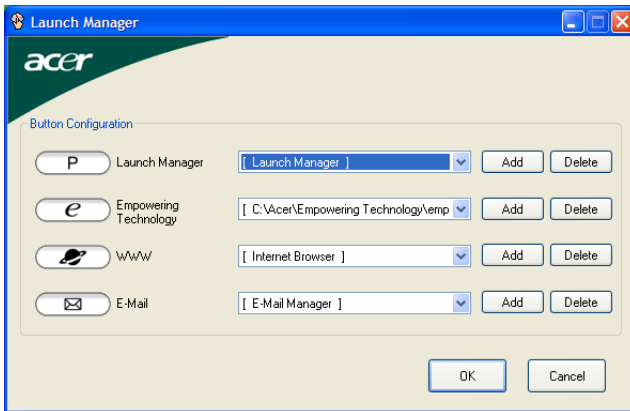 Launch Manager
acer
Button Configuration
P Launch Manager [ Launch Manager ] Add Delete
e Empowering Technology [ C:\Acer\Empowering Technology\emp Add Delete
WWW [ Internet Browser ] Add Delete
E-Mail [ E-Mail Manager ] Add Delete
OK Cancel